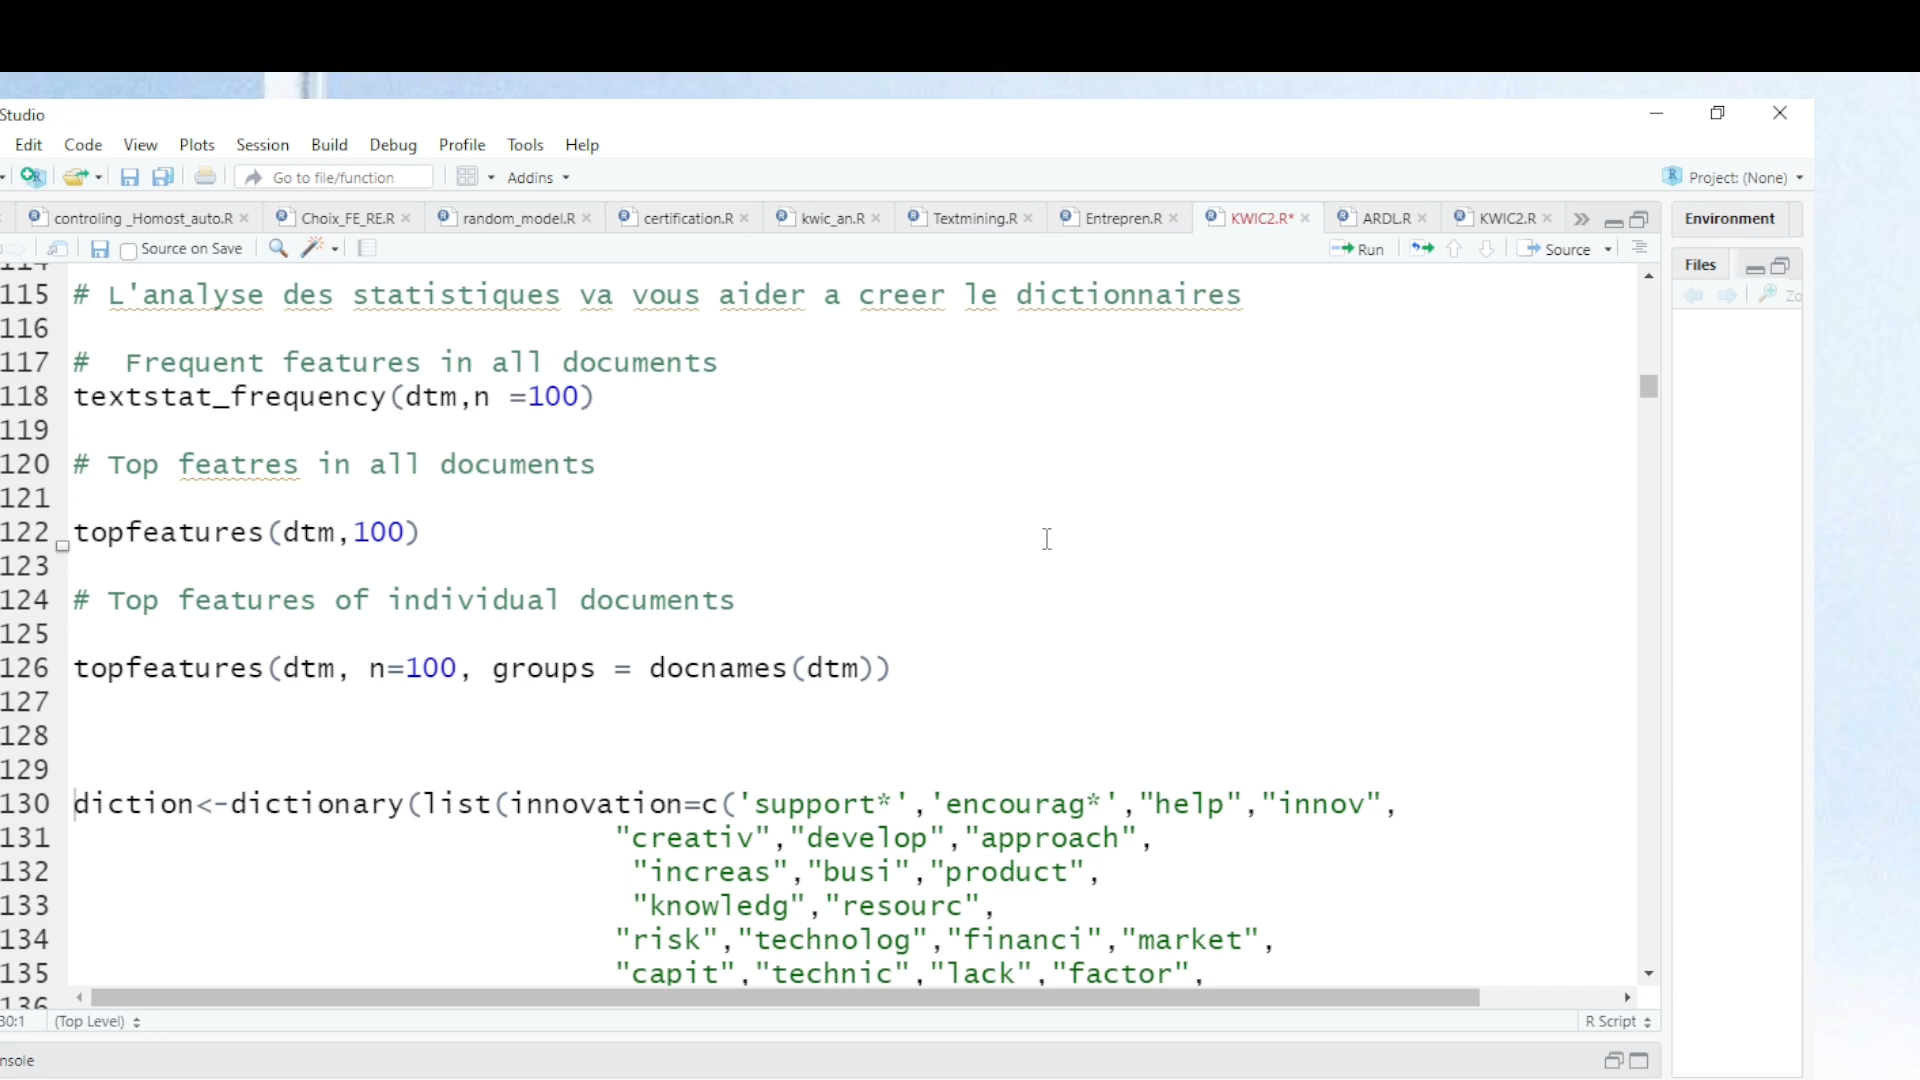 Studio
Edit Code View Plots Session Build Debug Profile Tools Help
Go to file/function Addins Project: (None)
controling _Homost_auto.R Choix_FE_RE.R random_model.R certification.R kwic_an.R Textmining.R Entrepren.R KWIC2.R* ARDL.R KWIC2.R Environment
Source on Save Run Source Files
115 # L'analyse des statistiques va vous aider a creer le dictionnaires
116
117 # Frequent features in all documents
118 textstat_frequency(dtm,n =100)
119
120 # Top featres in all documents
121
122 topfeatures(dtm,100)
123
124 # Top features of individual documents
125
126 topfeatures(dtm, n=100, groups = docnames(dtm))
127
128
129
130 diction<-dictionary(list(innovation=c('support*','encourag*',"help","innov",
131 "creativ","develop","approach",
132 "increas","busi","product",
133 "knowledg","resourc",
134 "risk","technolog","financi","market",
135 "capit","technic","lack","factor",
136
30:1 (Top Level) R Script
nsole